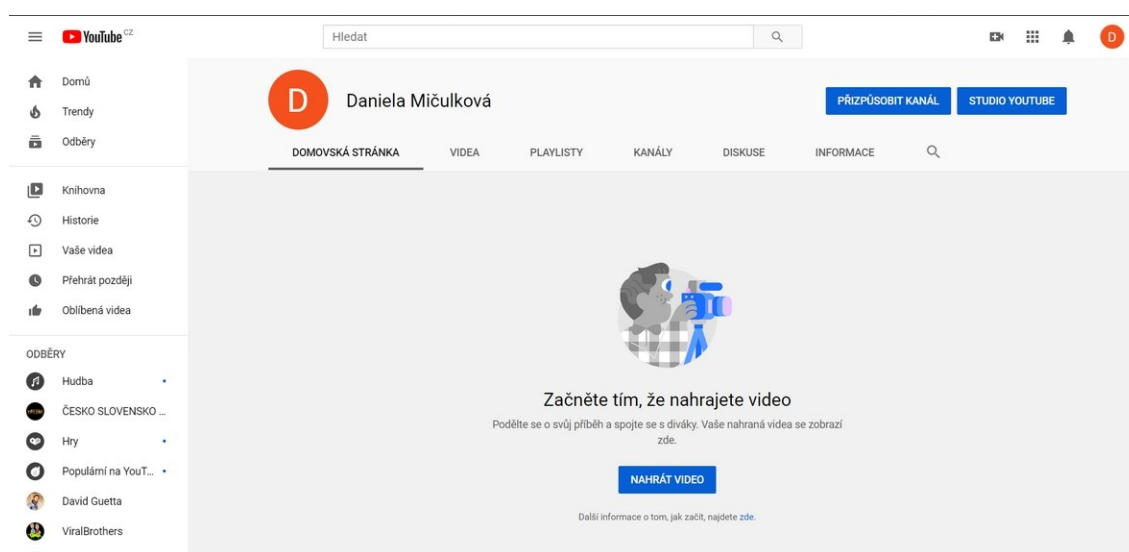 YouTube CZ
Hledat
D
Domů
Trendy
Odběry
Knihovna
Historie
Vaše videa
Přehrát později
Oblíbená videa
ODBĚRY
Hudba
ČESKO SLOVENSKO ...
Hry
Populární na YouT...
David Guetta
ViralBrothers
D
Daniela Mičulková
PŘIZPŮSOBIT KANÁL
STUDIO YOUTUBE
DOMOVSKÁ STRÁNKA
VIDEA
PLAYLISTY
KANÁLY
DISKUSE
INFORMACE
Začněte tím, že nahrajete video
Podělte se o svůj příběh a spojte se s diváky. Vaše nahraná videa se zobrazí
zde.
NAHRÁT VIDEO
Další informace o tom, jak začít, najdete zde.